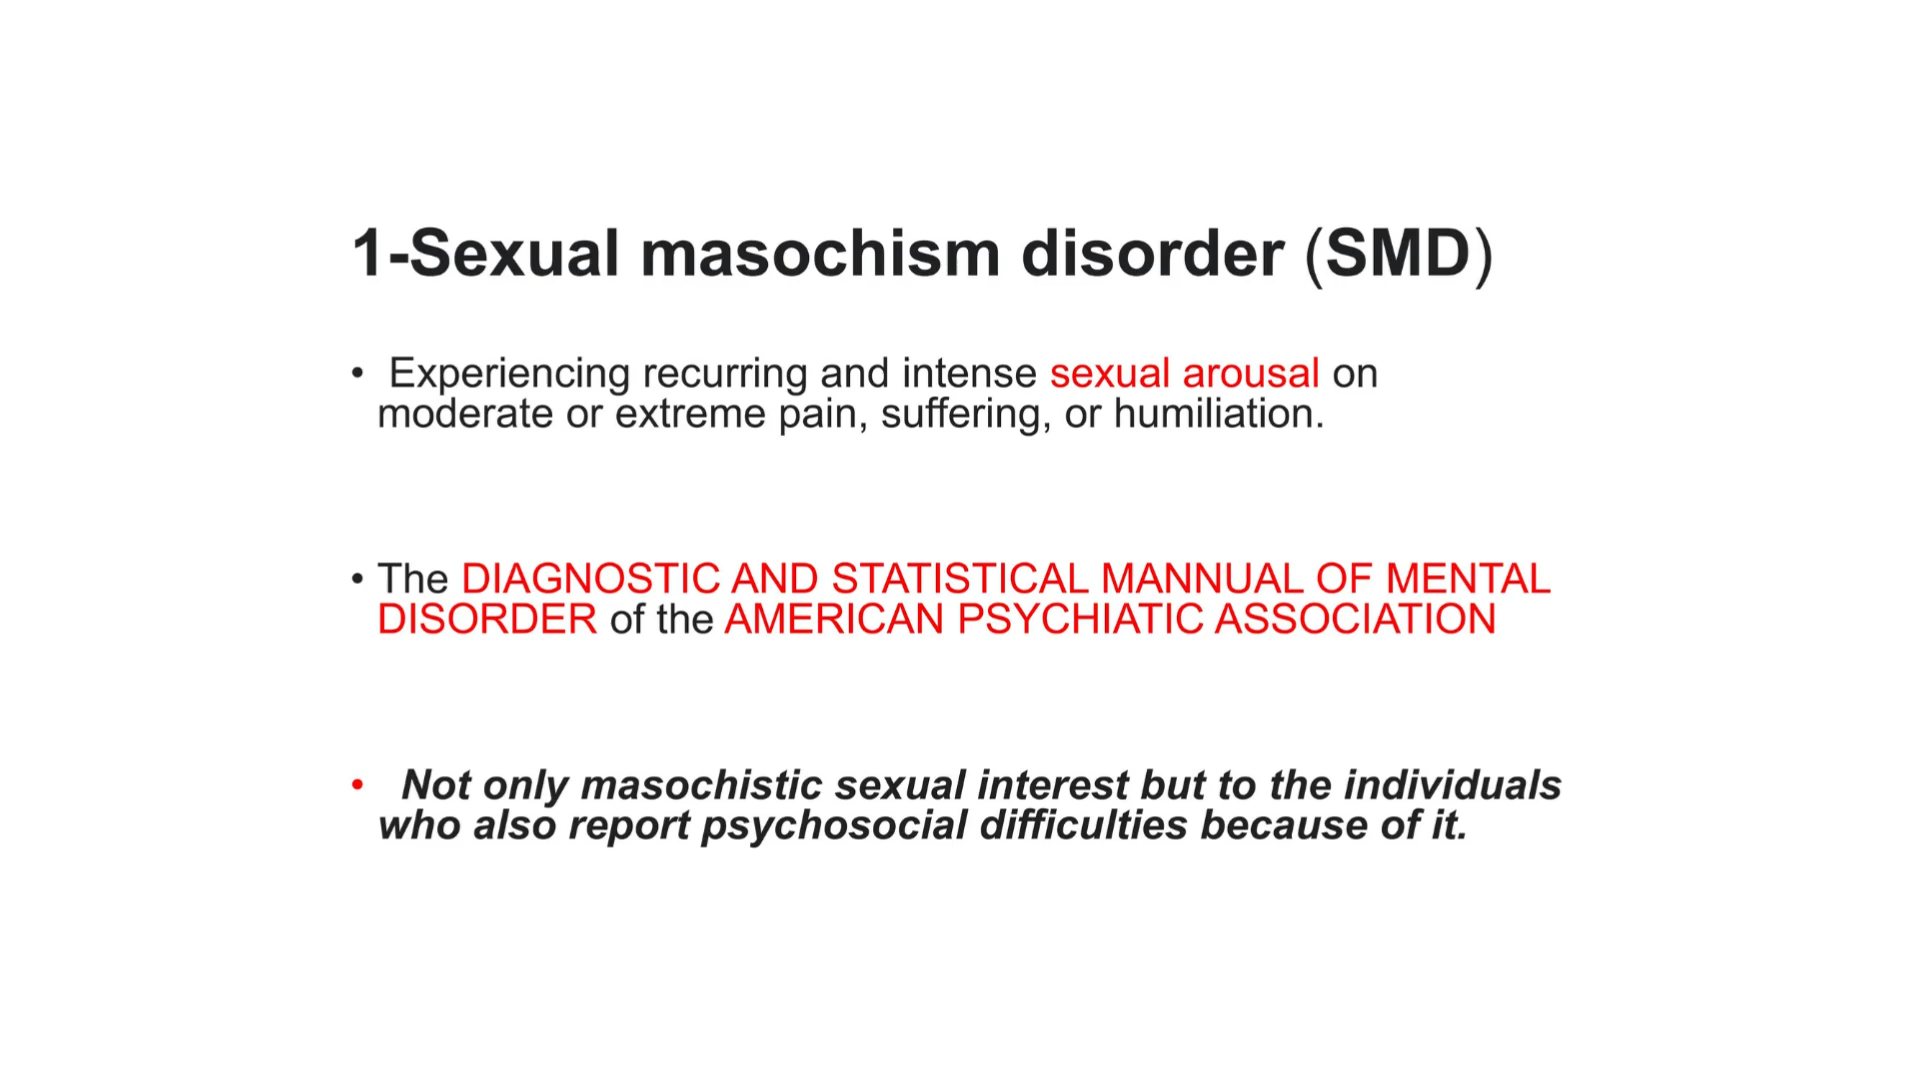 1-Sexual masochism disorder (SMD)
• Experiencing recurring and intense sexual arousal on
moderate or extreme pain, suffering, or humiliation.
• The DIAGNOSTIC AND STATISTICAL MANNUAL OF MENTAL
DISORDER of the AMERICAN PSYCHIATIC ASSOCIATION
• Not only masochistic sexual interest but to the individuals
who also report psychosocial difficulties because of it.